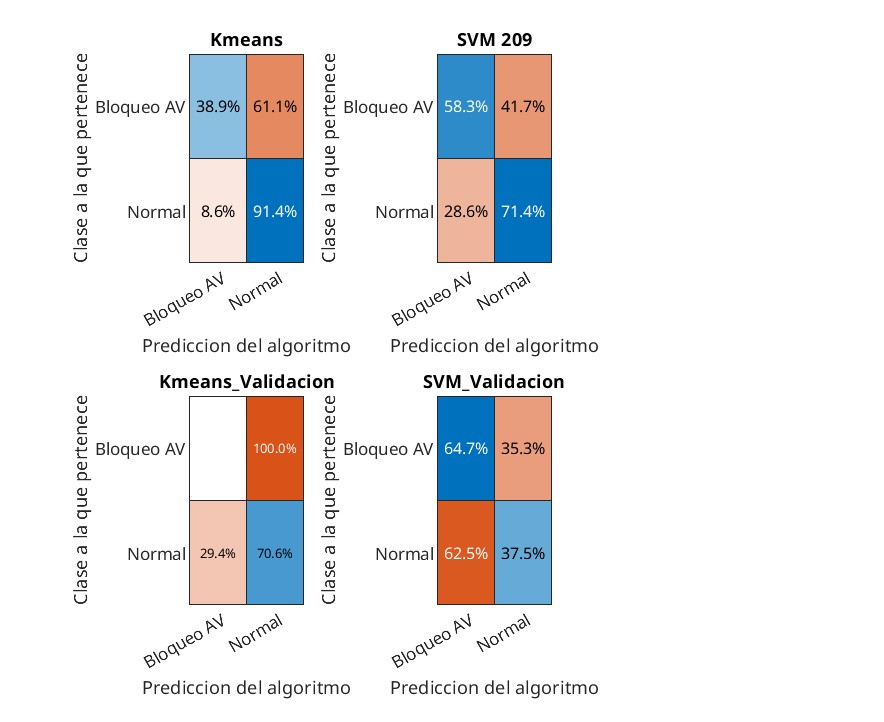 Kmeans
Clase a la que pertenece
Bloqueo AV 38.9% 61.1%
Normal 8.6% 91.4%
Bloqueo AV Normal
Prediccion del algoritmo
SVM 209
Clase a la que pertenece
Bloqueo AV 58.3% 41.7%
Normal 28.6% 71.4%
Bloqueo AV Normal
Prediccion del algoritmo
Kmeans_Validacion
Clase a la que pertenece
Bloqueo AV 100.0%
Normal 29.4% 70.6%
Bloqueo AV Normal
Prediccion del algoritmo
SVM_Validacion
Clase a la que pertenece
Bloqueo AV 64.7% 35.3%
Normal 62.5% 37.5%
Bloqueo AV Normal
Prediccion del algoritmo